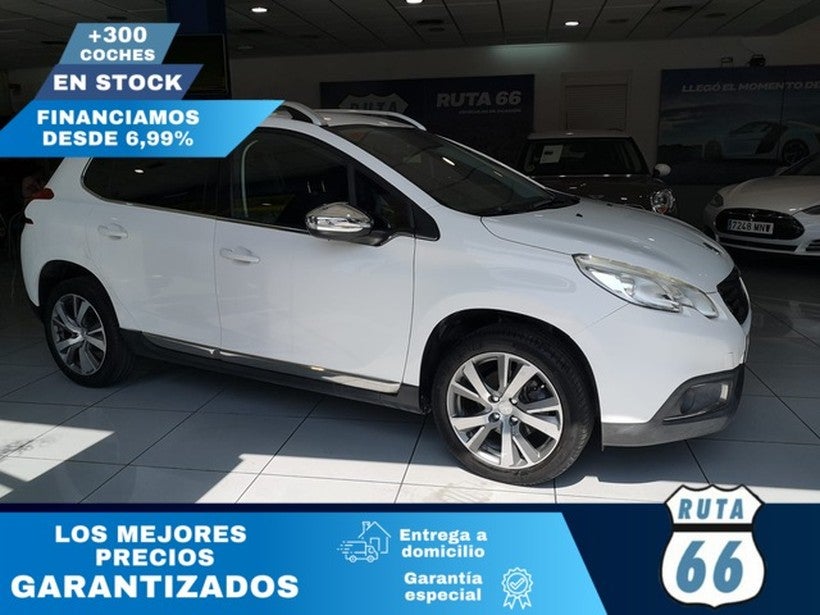 +300
COCHES
EN STOCK
FINANCIAMOS
DESDE 6,99%
RUTA
RUTA 66
LLEGÓ EL MOMENTO DE
7248 MNV
LOS MEJORES
PRECIOS
GARANTIZADOS
Entrega a
domicilio
Garantía
especial
RUTA
66